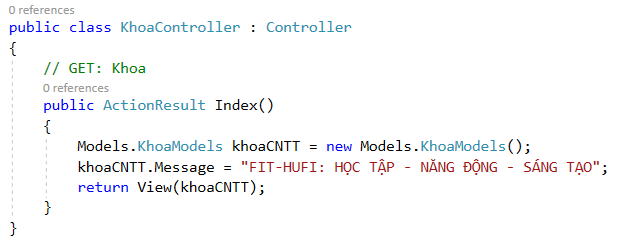 0 references
public class KhoaController : Controller
{
// GET: Khoa
0 references
public ActionResult Index()
{
Models.KhoaModels khoaCNTT = new Models.KhoaModels();
khoaCNTT.Message = "FIT-HUFI: HỌC TẬP - NĂNG ĐỘNG - SÁNG TẠO";
return View(khoaCNTT);
}
}